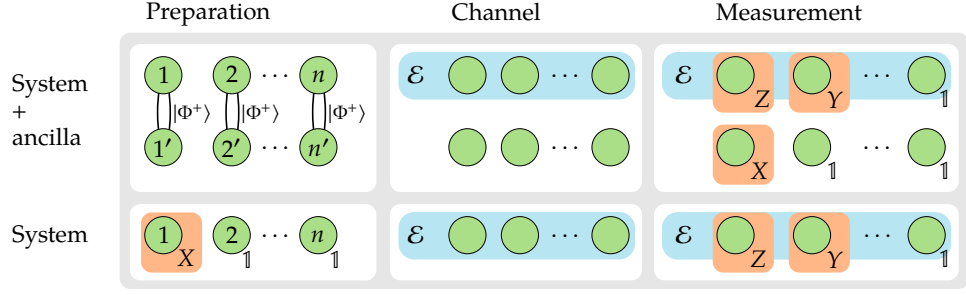 Preparation Channel Measurement
System + ancilla
1 2 ··· n ℰ ··· ℰ Z Y ··· 𝟙
|Φ⁺⟩ |Φ⁺⟩ |Φ⁺⟩
1′ 2′ ··· n′ ··· X 𝟙 ··· 𝟙
System 1 X 2 𝟙 ··· n 𝟙 ℰ ··· ℰ Z Y ··· 𝟙